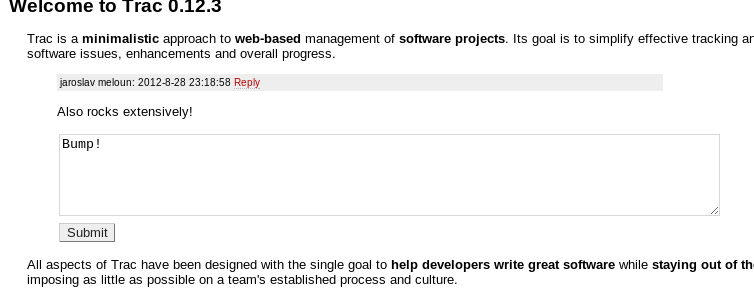 Welcome to Trac 0.12.3
Trac is a minimalistic approach to web-based management of software projects. Its goal is to simplify effective tracking
software issues, enhancements and overall progress.
jaroslav meloun: 2012-8-28 23:18:58 Reply
Also rocks extensively!
Bump!
Submit
All aspects of Trac have been designed with the single goal to help developers write great software while staying out of
imposing as little as possible on a team's established process and culture.